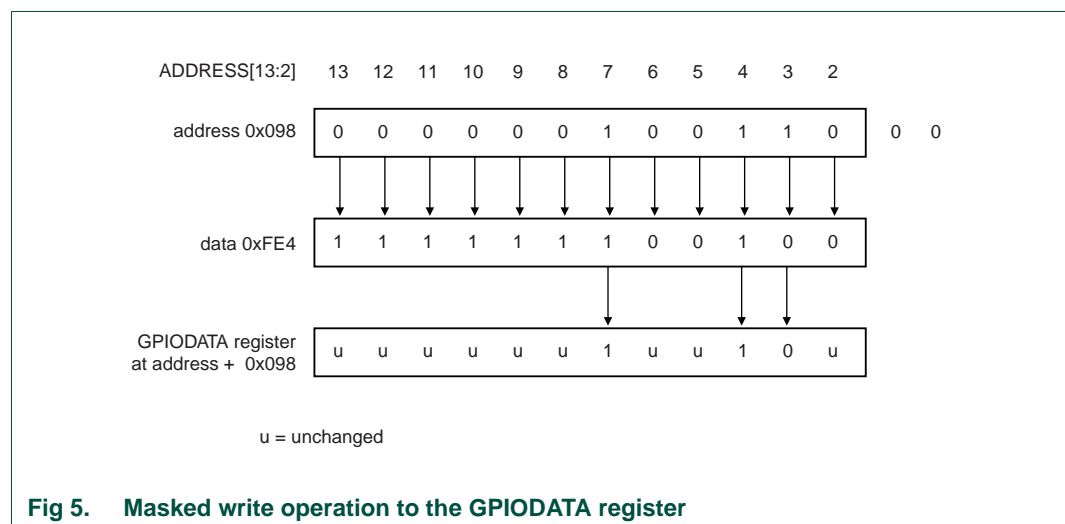 ADDRESS[13:2] 13 12 11 10 9 8 7 6 5 4 3 2
address 0x098 0 0 0 0 0 0 1 0 0 1 1 0 0 0
data 0xFE4 1 1 1 1 1 1 1 0 0 1 0 0
GPIODATA register
at address + 0x098 u u u u u u 1 u u 1 0 u
u = unchanged
Fig 5. Masked write operation to the GPIODATA register